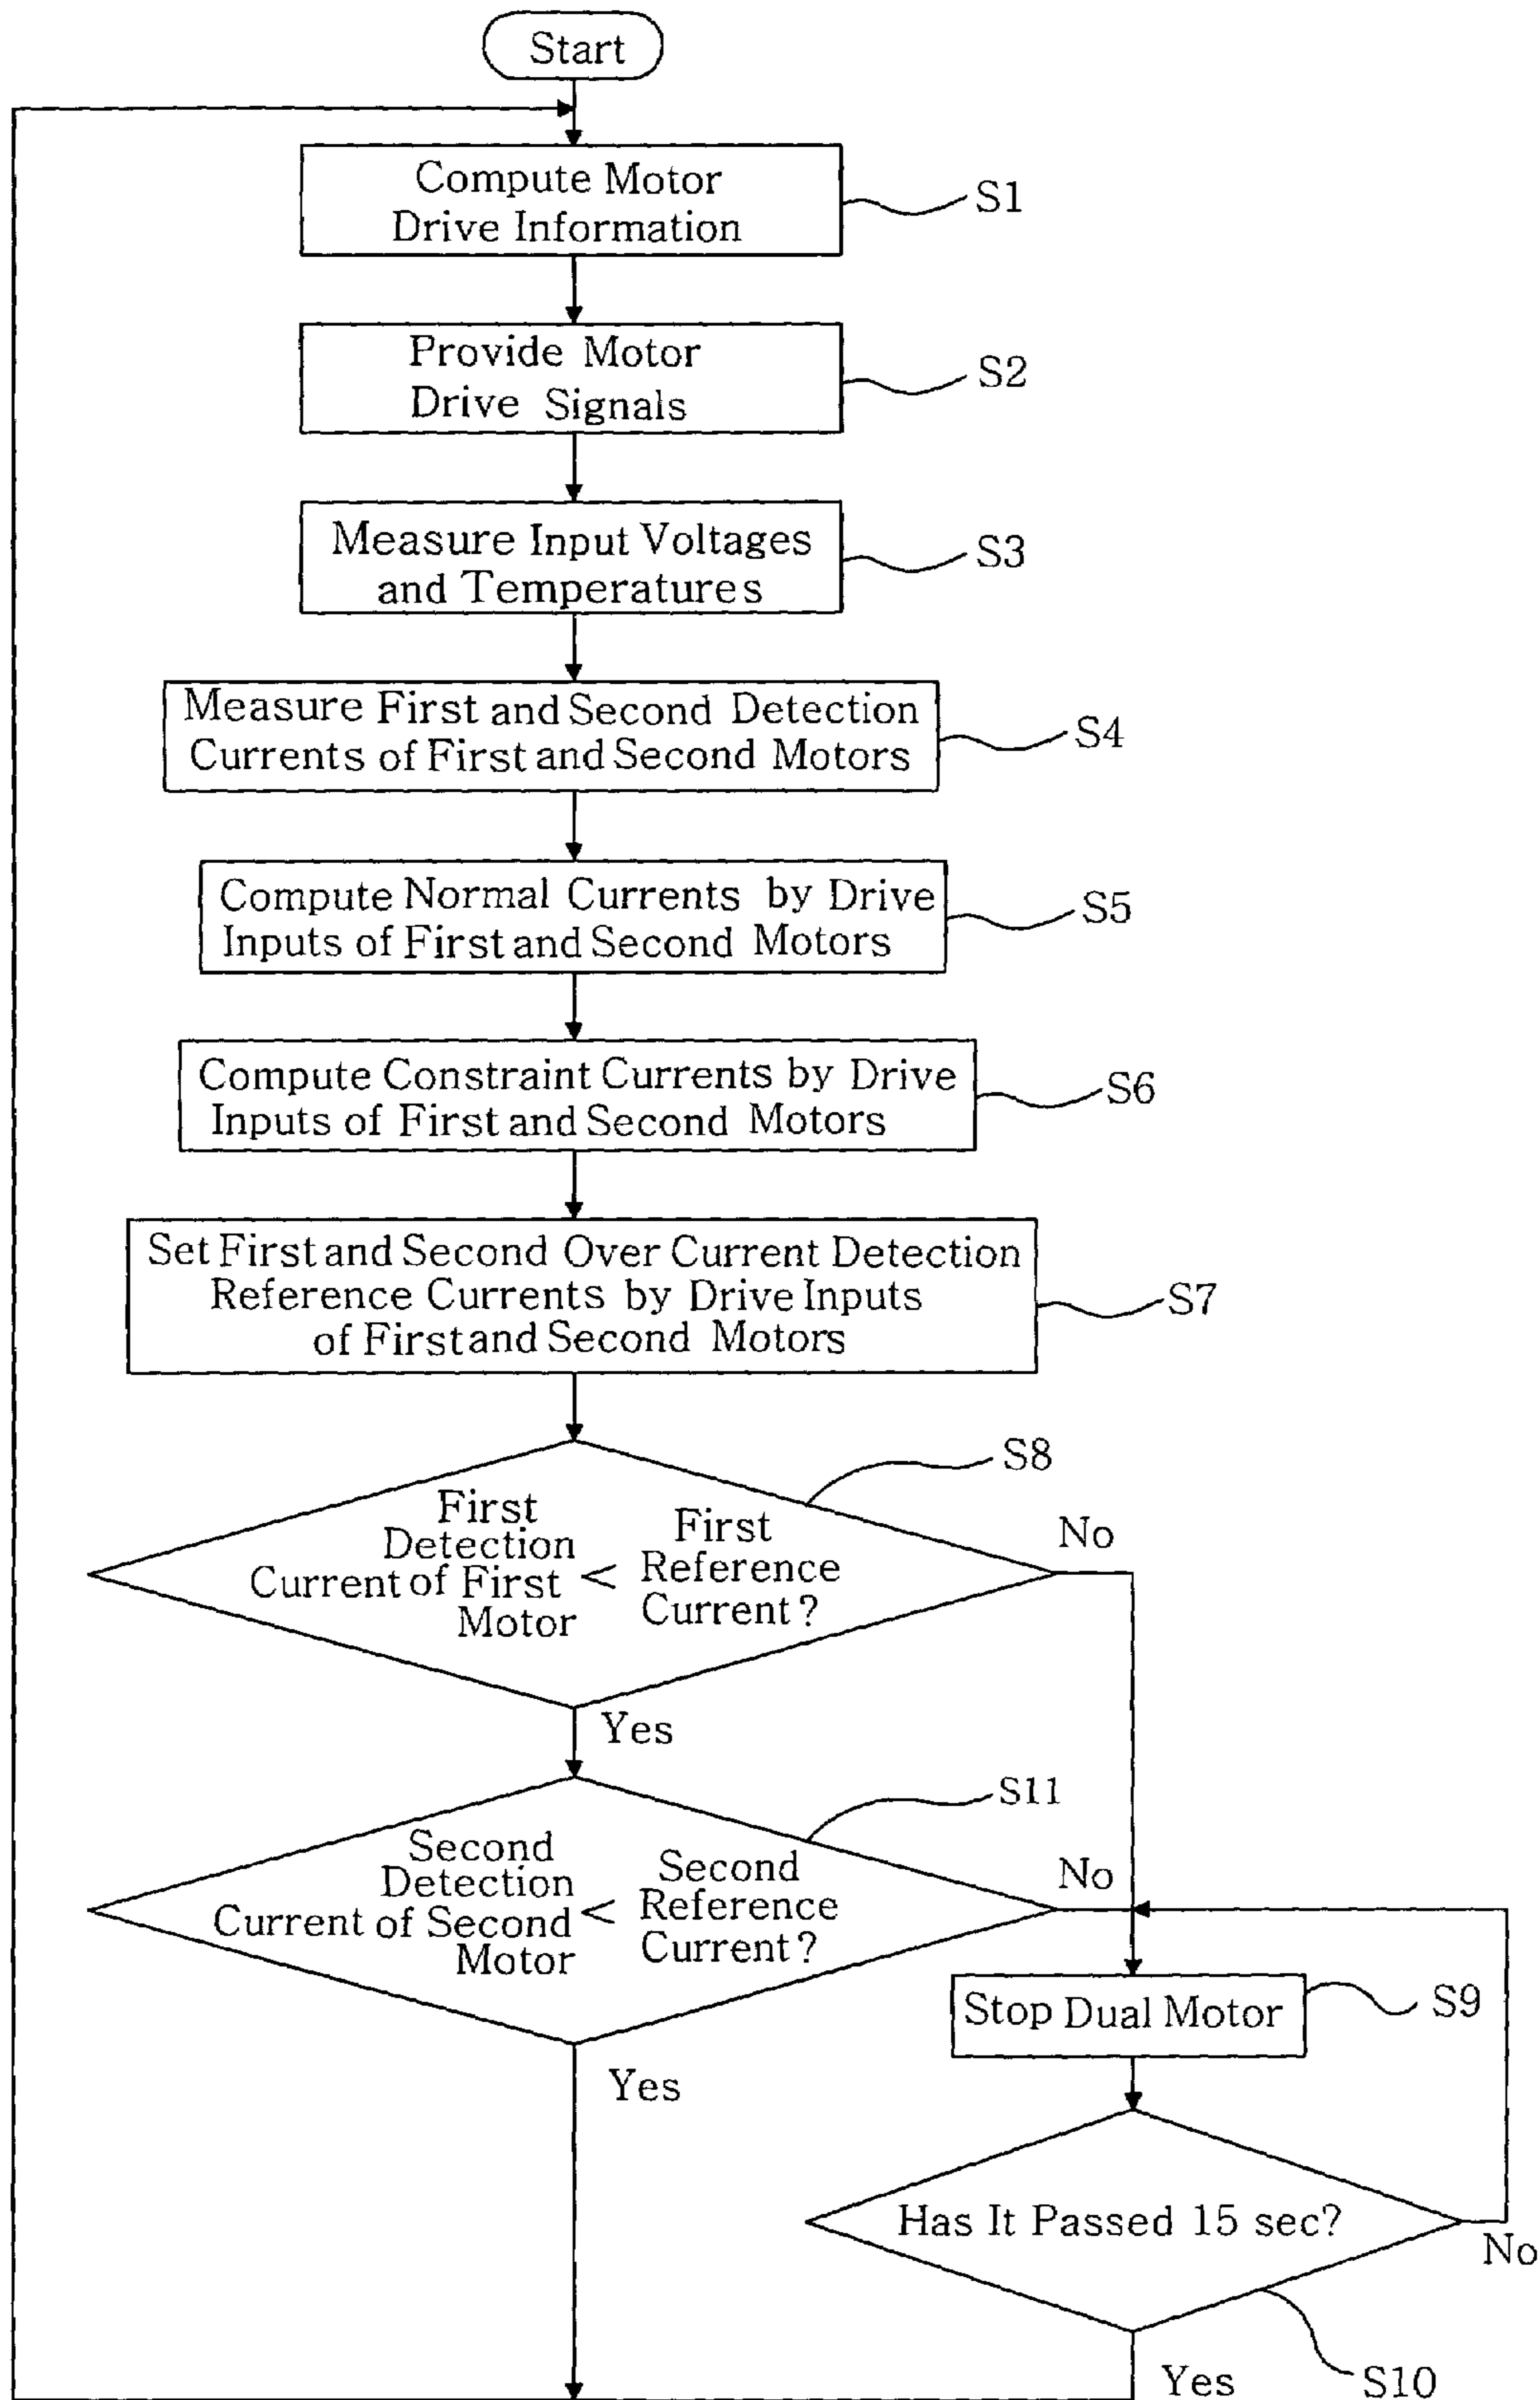 Start
Compute Motor
Drive Information
S1
Provide Motor
Drive Signals
S2
Measure Input Voltages
and Temperatures
S3
Measure First and Second Detection
Currents of First and Second Motors
S4
Compute Normal Currents by Drive
Inputs of First and Second Motors
S5
Compute Constraint Currents by Drive
Inputs of First and Second Motors
S6
Set First and Second Over Current Detection
Reference Currents by Drive Inputs
of First and Second Motors
S7
S8
First
Detection
Current of First
Motor
<
First
Reference
Current?
No
Yes
S11
Second
Detection
Current of Second
Motor
<
Second
Reference
Current?
No
Yes
Stop Dual Motor
S9
Has It Passed 15 sec?
No
Yes
S10